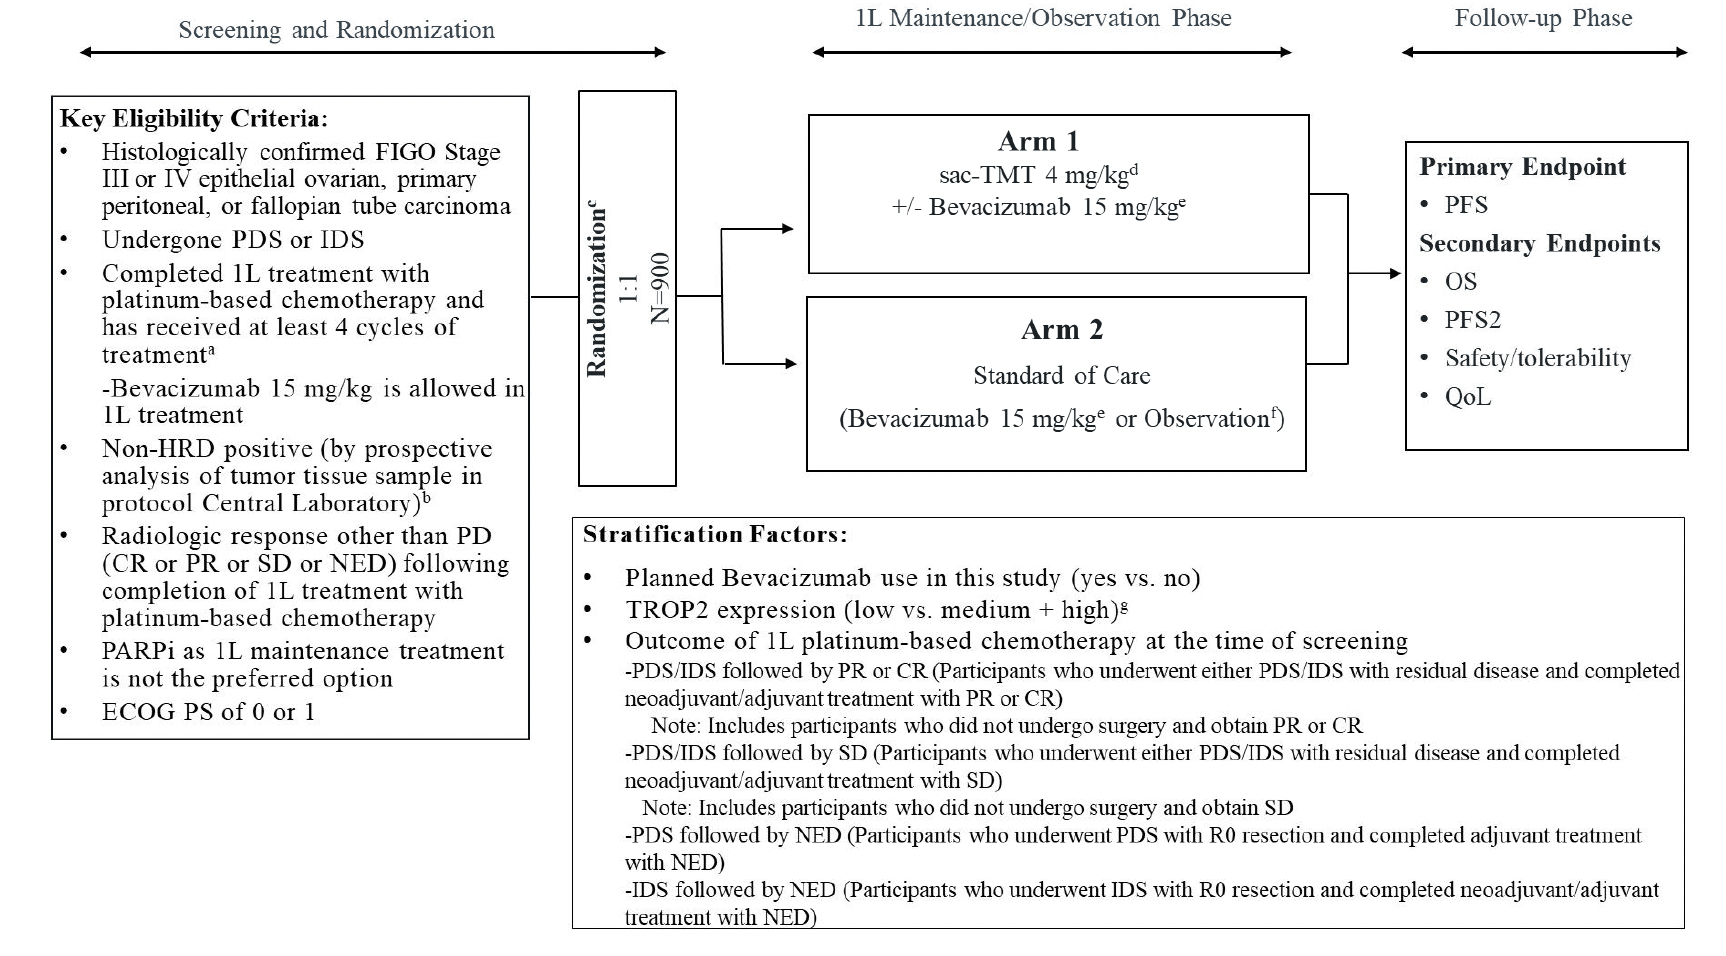 Screening and Randomization
1L Maintenance/Observation Phase
Follow-up Phase
Key Eligibility Criteria:
• Histologically confirmed FIGO Stage
III or IV epithelial ovarian, primary
peritoneal, or fallopian tube carcinoma
• Undergone PDS or IDS
• Completed 1L treatment with
platinum-based chemotherapy and
has received at least 4 cycles of
treatmentᵃ
-Bevacizumab 15 mg/kg is allowed in
1L treatment
• Non-HRD positive (by prospective
analysis of tumor tissue sample in
protocol Central Laboratory)ᵇ
• Radiologic response other than PD
(CR or PR or SD or NED) following
completion of 1L treatment with
platinum-based chemotherapy
• PARPi as 1L maintenance treatment
is not the preferred option
• ECOG PS of 0 or 1
Randomizationᶜ
1:1
N=900
Arm 1
sac-TMT 4 mg/kgᵈ
+/- Bevacizumab 15 mg/kgᵉ
Arm 2
Standard of Care
(Bevacizumab 15 mg/kgᵉ or Observationᶠ)
Primary Endpoint
• PFS
Secondary Endpoints
• OS
• PFS2
• Safety/tolerability
• QoL
Stratification Factors:
• Planned Bevacizumab use in this study (yes vs. no)
• TROP2 expression (low vs. medium + high)ᵍ
• Outcome of 1L platinum-based chemotherapy at the time of screening
-PDS/IDS followed by PR or CR (Participants who underwent either PDS/IDS with residual disease and completed
neoadjuvant/adjuvant treatment with PR or CR)
Note: Includes participants who did not undergo surgery and obtain PR or CR
-PDS/IDS followed by SD (Participants who underwent either PDS/IDS with residual disease and completed
neoadjuvant/adjuvant treatment with SD)
Note: Includes participants who did not undergo surgery and obtain SD
-PDS followed by NED (Participants who underwent PDS with R0 resection and completed adjuvant treatment
with NED)
-IDS followed by NED (Participants who underwent IDS with R0 resection and completed neoadjuvant/adjuvant
treatment with NED)